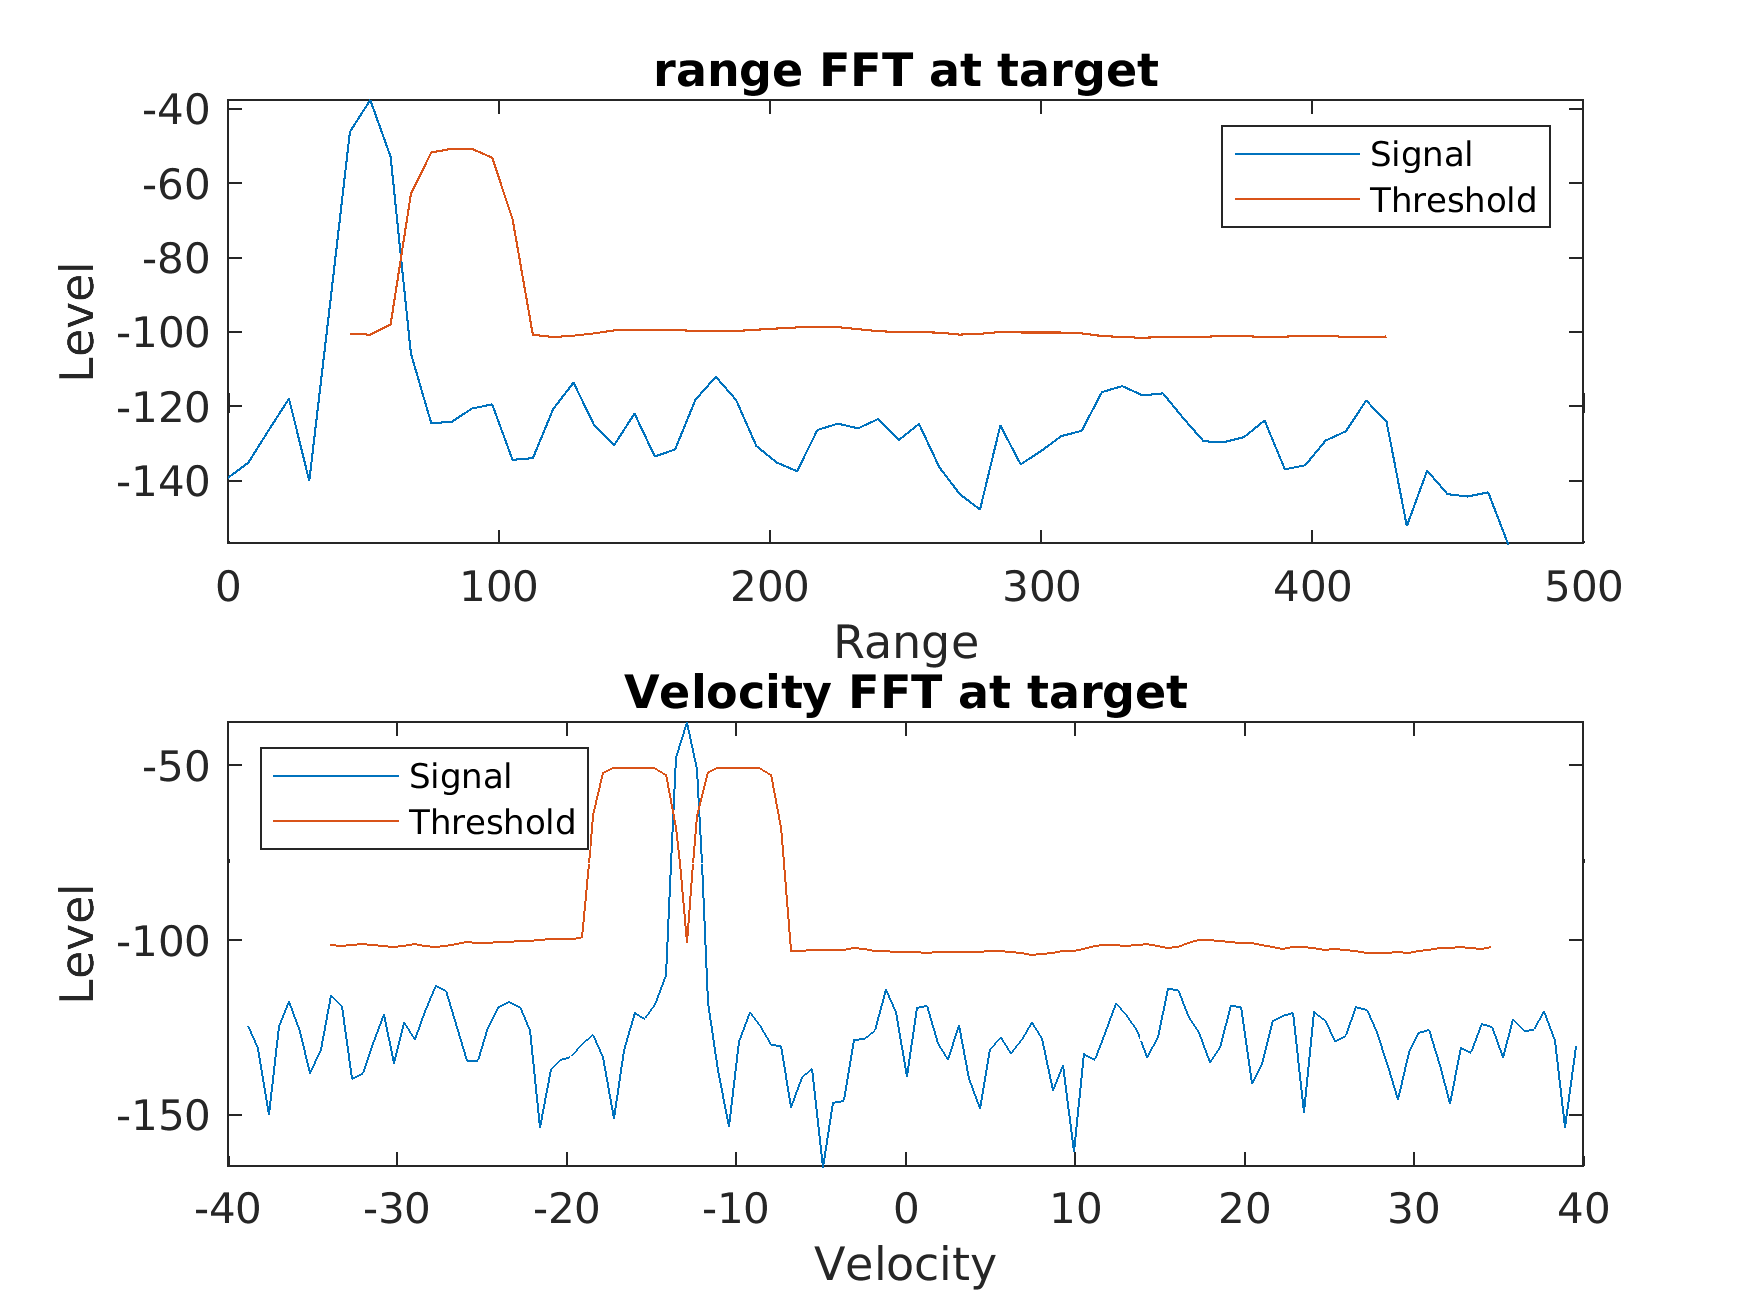 range FFT at target
-40
-60
-80
-100
-120
-140
Level
Signal
Threshold
0 100 200 300 400 500
Range
Velocity FFT at target
-50
-100
-150
Level
Signal
Threshold
-40 -30 -20 -10 0 10 20 30 40
Velocity